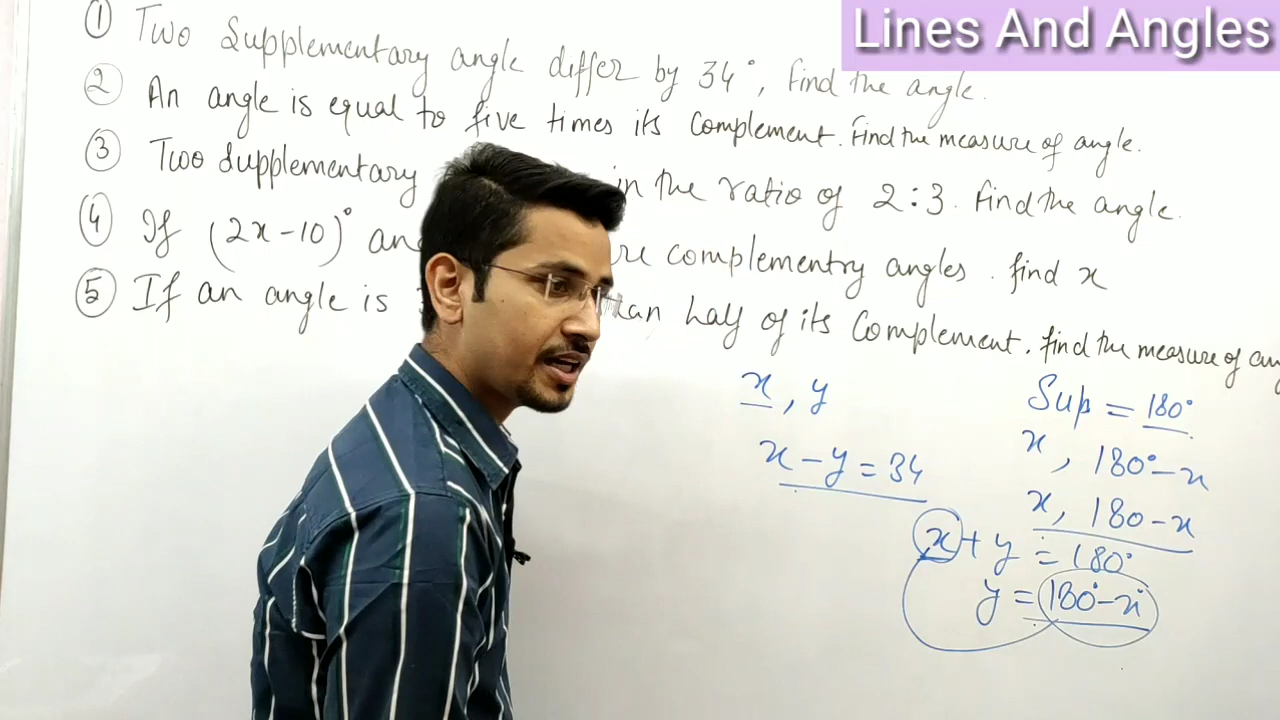 Lines And Angles
① Two Supplementary angle differ by 34°, find the angle.
② An angle is equal to five times its complement. Find the measure of angle.
③ Two Supplementary in the ratio of 2:3. Find the angle.
④ If (2x-10)° are complementry angles. find x
⑤ If an angle is half of its Complement. find the measure of
x, y
x-y=34
Sup = 180°
x, 180°-x
x, 180-x
x+y = 180°
y = 180°-x°